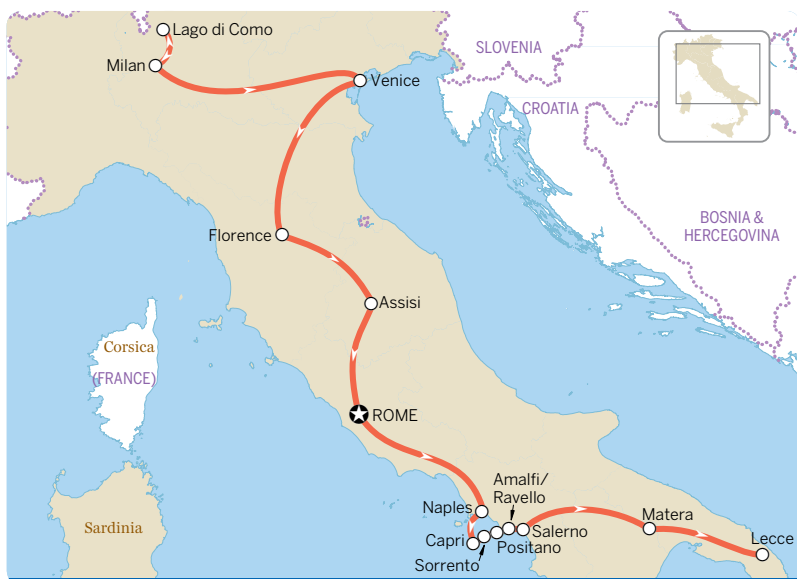 Lago di Como
SLOVENIA
Milan
Venice
CROATIA
BOSNIA &
HERCEGOVINA
Florence
Assisi
Corsica
(FRANCE)
ROME
Amalfi/
Ravello
Naples
Matera
Sardinia
Salerno
Capri
Positano
Lecce
Sorrento